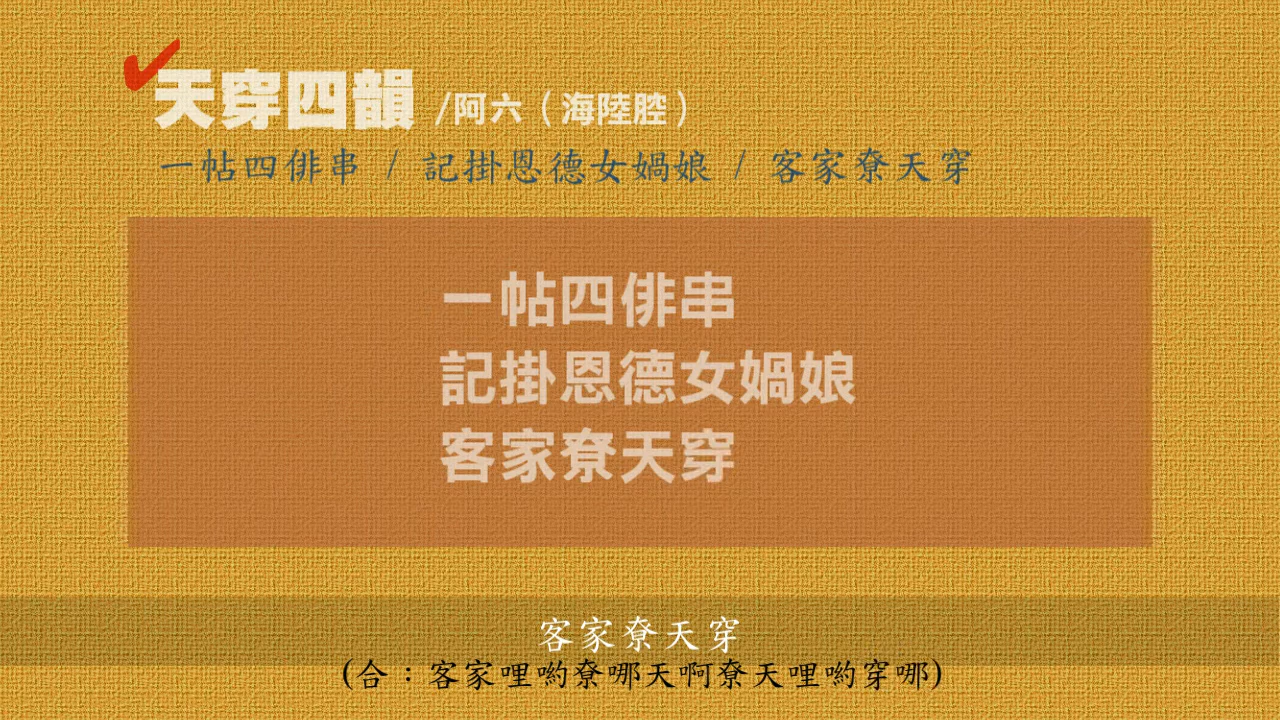 天穿四韻 /阿六（海陸腔）
一帖四俳串 / 記掛恩德女媧娘 / 客家尞天穿
一帖四俳串
記掛恩德女媧娘
客家尞天穿
客家尞天穿
(合：客家哩喲尞哪天啊尞天哩喲穿哪)